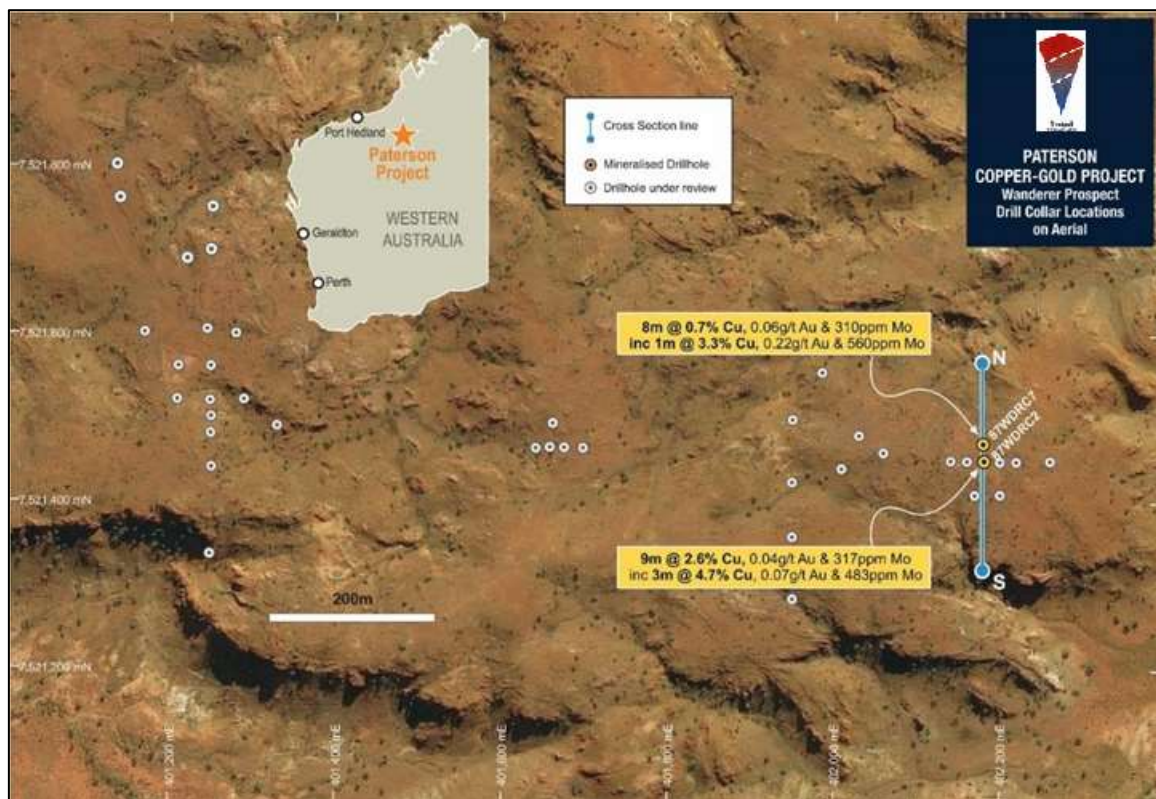 PATERSON
COPPER-GOLD PROJECT
Wanderer Prospect
Drill Collar Locations
on Aerial
Cross Section line
Mineralised Drillhole
Drillhole under review
Port Hedland
Paterson
Project
WESTERN
AUSTRALIA
Geraldton
Perth
7,521,800 mN
7,521,600 mN
7,521,400 mN
7,521,200 mN
8m @ 0.7% Cu, 0.06g/t Au & 310ppm Mo
inc 1m @ 3.3% Cu, 0.22g/t Au & 560ppm Mo
N
87WDRC7
87WDRC2
9m @ 2.6% Cu, 0.04g/t Au & 317ppm Mo
inc 3m @ 4.7% Cu, 0.07g/t Au & 483ppm Mo
S
200m
401,200 mE
401,400 mE
401,600 mE
401,800 mE
402,000 mE
402,200 mE